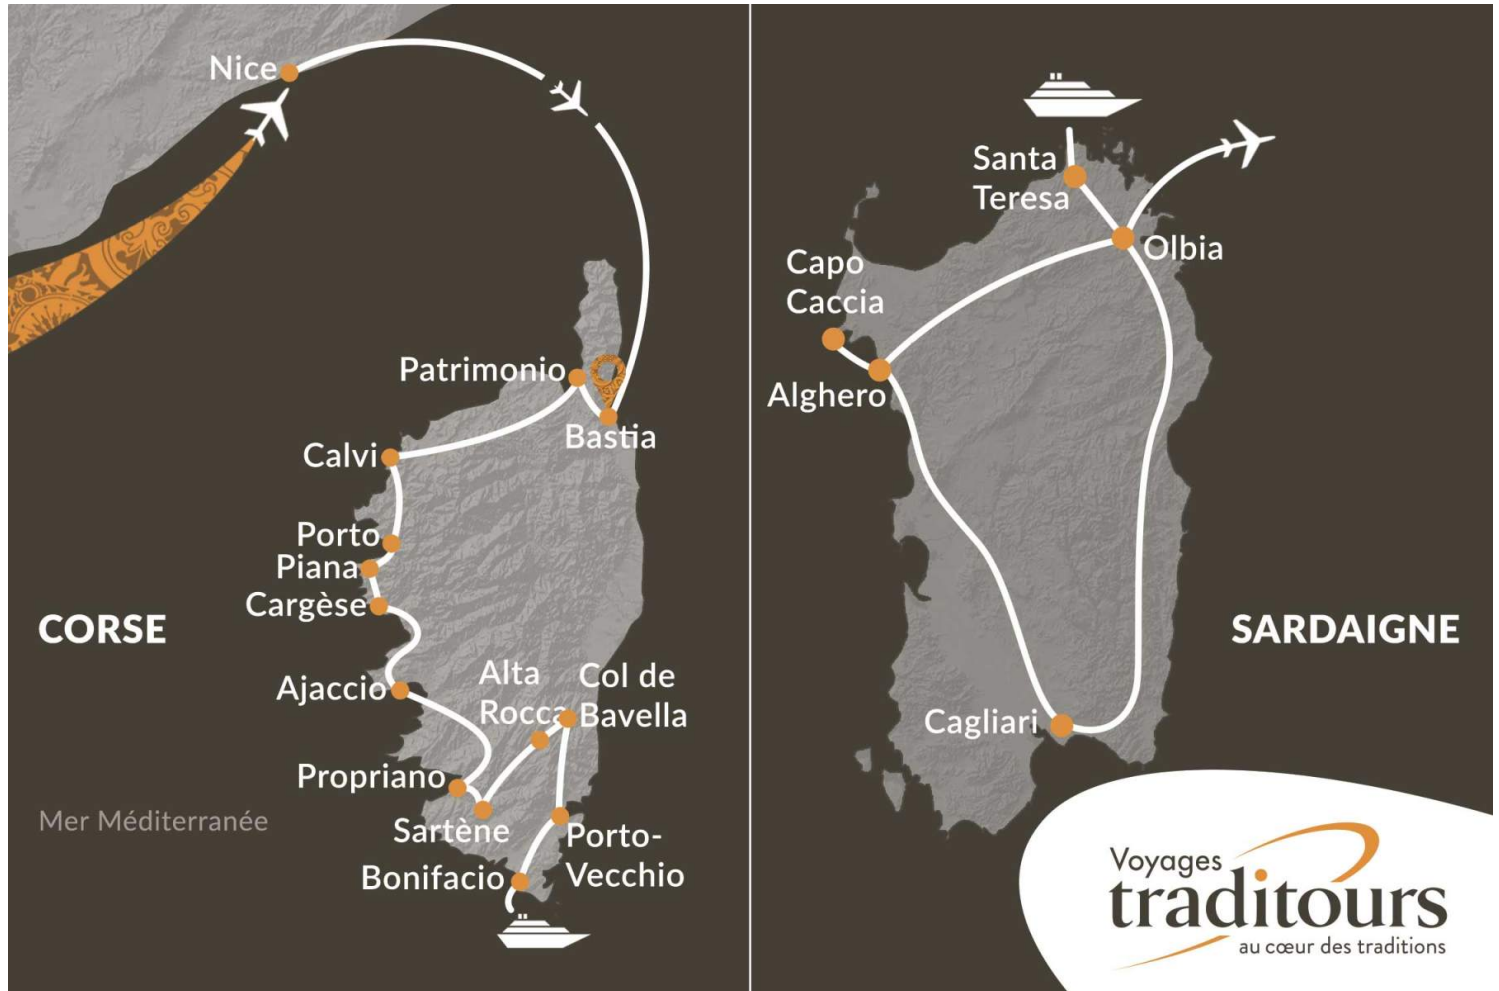 Nice
Patrimonio
Bastia
Calvi
Porto
Piana
Cargèse
CORSE
Ajaccio
Alta
Rocca
Col de
Bavella
Propriano
Mer Méditerranée
Sartène
Porto-
Vecchio
Bonifacio
Santa
Teresa
Olbia
Capo
Caccia
Alghero
SARDAIGNE
Cagliari
Voyages
traditours
au cœur des traditions